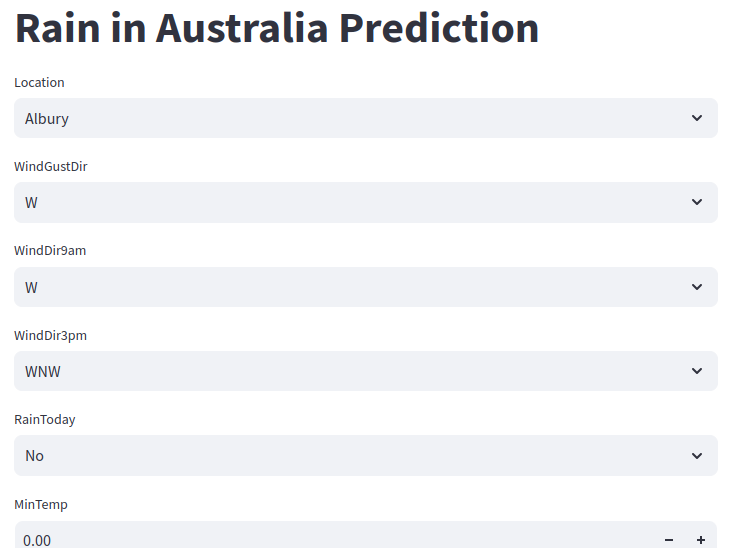 Rain in Australia Prediction
Location
Albury
WindGustDir
W
WindDir9am
W
WindDir3pm
WNW
RainToday
No
MinTemp
0.00